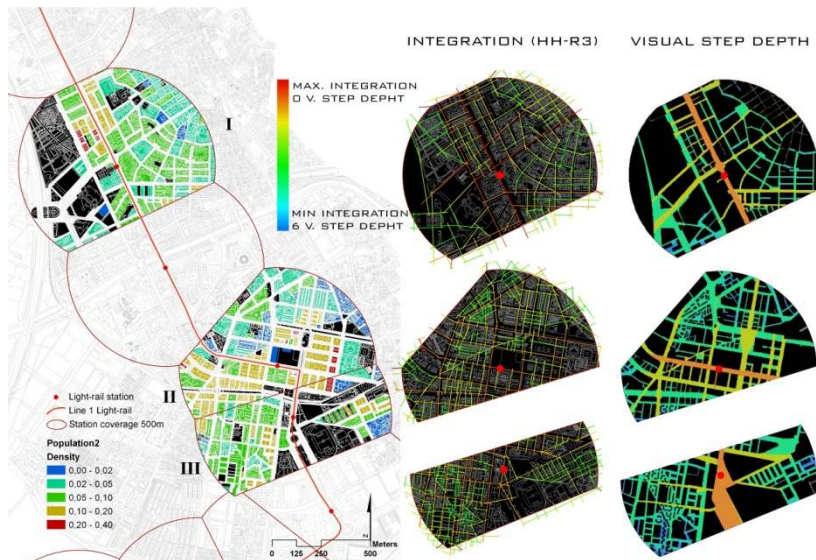 INTEGRATION (HH-R3)
VISUAL STEP DEPTH
MAX. INTEGRATION
0 V. STEP DEPHT
MIN INTEGRATION
6 V. STEP DEPHT
I
II
III
Light-rail station
Line 1 Light-rail
Station coverage 500m
Population2
Density
0,00 - 0,02
0,02 - 0,05
0,05 - 0,10
0,10 - 0,20
0,20 - 0,40
Meters
0 125 250 500